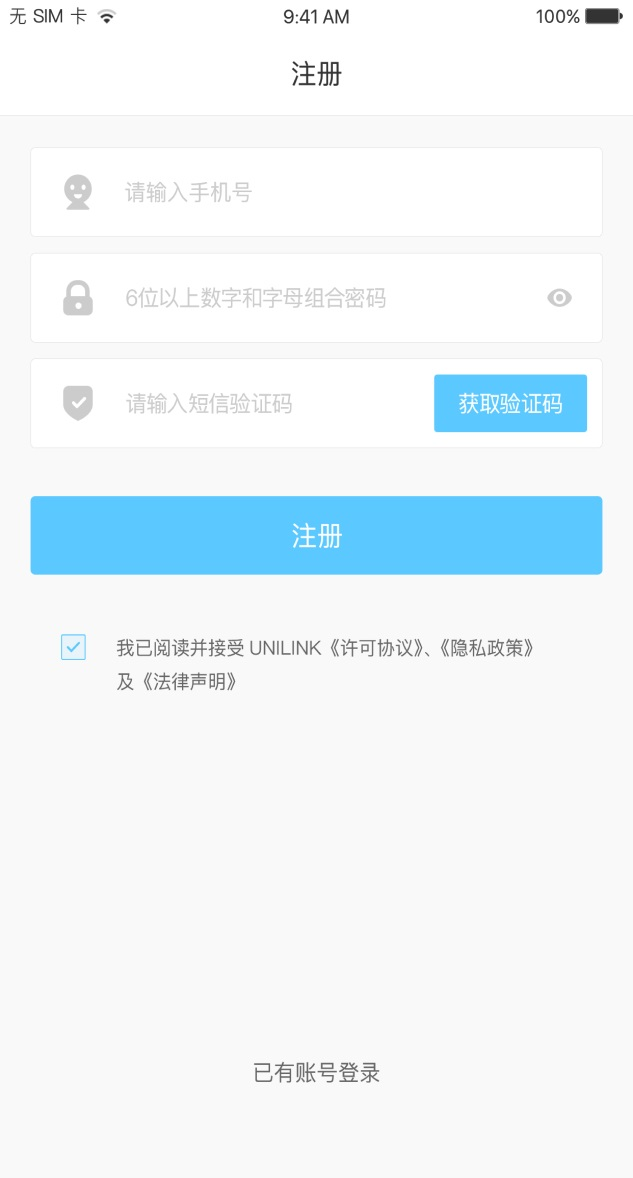 无 SIM 卡 9:41 AM 100%
注册
请输入手机号
6位以上数字和字母组合密码
请输入短信验证码 获取验证码
注册
我已阅读并接受 UNILINK《许可协议》、《隐私政策》
及《法律声明》
已有账号登录